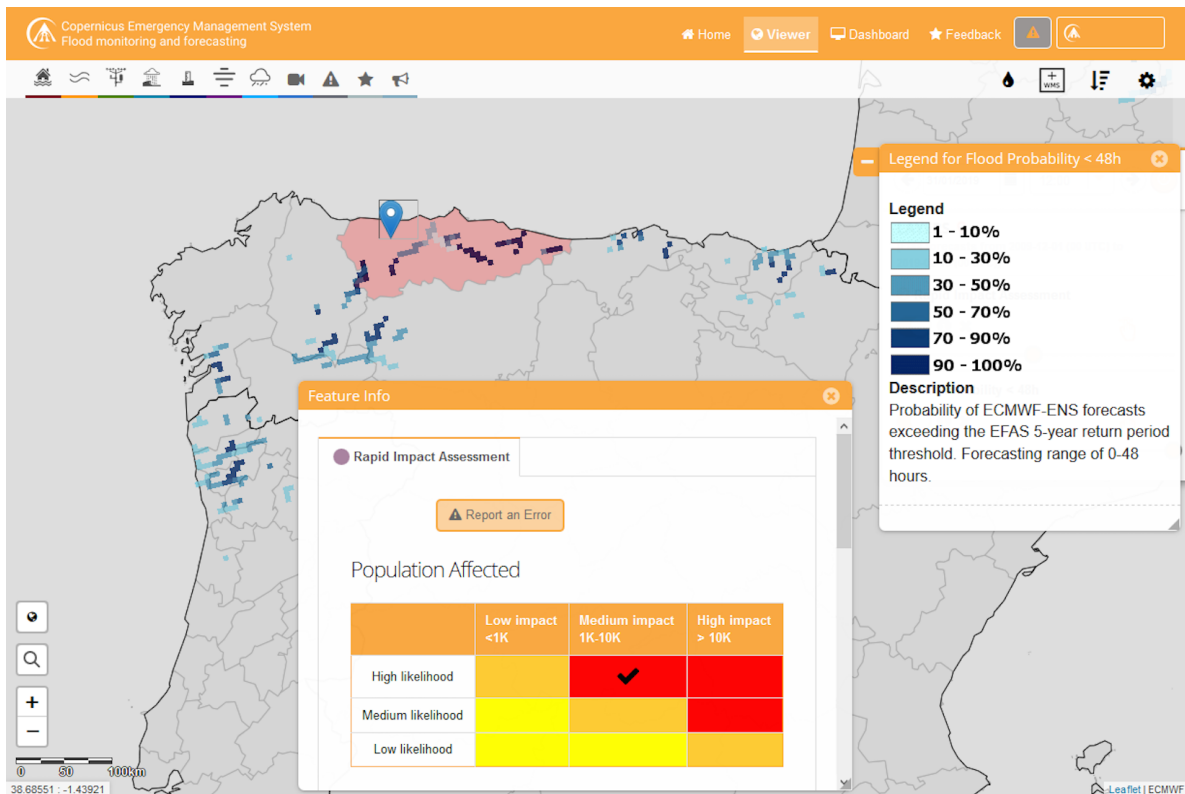 Copernicus Emergency Management System
Flood monitoring and forecasting
Home
Viewer
Dashboard
Feedback
+
WMS
Legend for Flood Probability < 48h
Legend
1 - 10%
10 - 30%
30 - 50%
50 - 70%
70 - 90%
90 - 100%
Description
Probability of ECMWF-ENS forecasts
exceeding the EFAS 5-year return period
threshold. Forecasting range of 0-48
hours.
Feature Info
Rapid Impact Assessment
Report an Error
Population Affected
Low impact Medium impact High impact
<1K 1K-10K > 10K
High likelihood
Medium likelihood
Low likelihood
+
−
0 50 100km
38.68551 : -1.43921
Leaflet | ECMWF